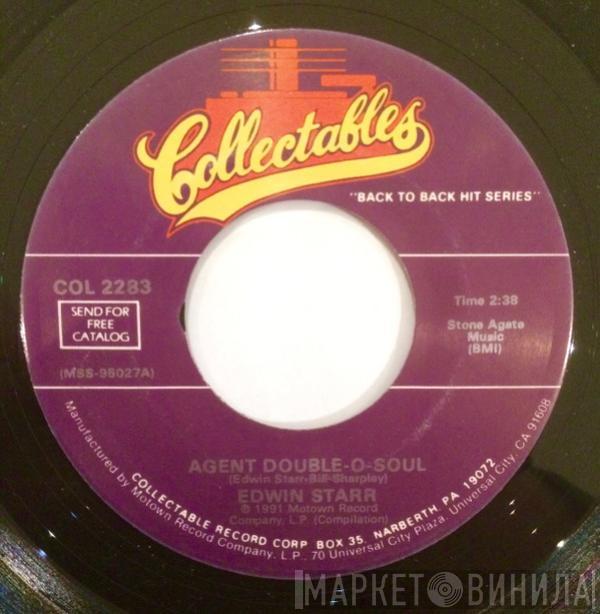 Collectables
"BACK TO BACK HIT SERIES"
COL 2283
SEND FOR
FREE
CATALOG
(MSS-98027A)
Time 2:38
Stone Agate
Music
(BMI)
AGENT DOUBLE-O-SOUL
(Edwin Starr-Bill Sharpley)
EDWIN STARR
℗ 1991 Motown Record
Company, L.P. (Compilation)
COLLECTABLE RECORD CORP BOX 35, NARBERTH, PA 19072
Manufactured by Motown Record Company, L.P., 70 Universal City Plaza, Universal City, CA 91608
МАРКЕТ ВИНИЛА